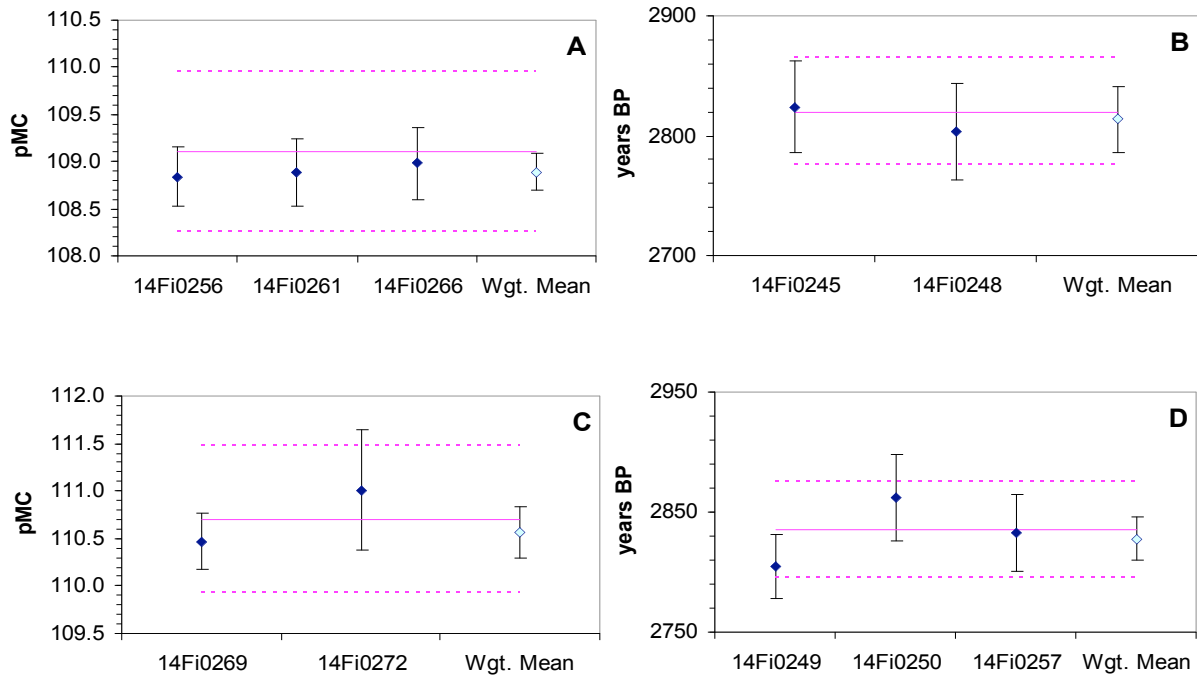 A
pMC
110.5
110.0
109.5
109.0
108.5
108.0
14Fi0256 14Fi0261 14Fi0266 Wgt. Mean
B
years BP
2900
2800
2700
14Fi0245 14Fi0248 Wgt. Mean
C
pMC
112.0
111.5
111.0
110.5
110.0
109.5
14Fi0269 14Fi0272 Wgt. Mean
D
years BP
2950
2850
2750
14Fi0249 14Fi0250 14Fi0257 Wgt. Mean